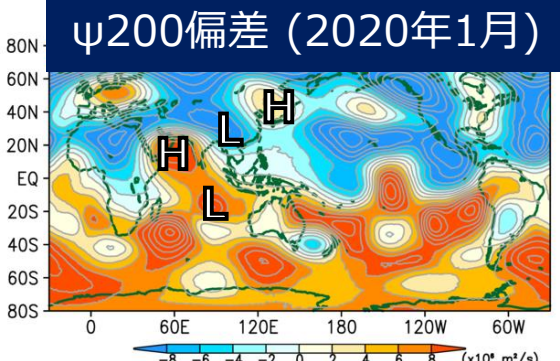 ψ200偏差 (2020年1月)
80N
60N
40N
20N
EQ
20S
40S
60S
80S
H
L
H
L
0 60E 120E 180 120W 60W
-8 -6 -4 -2 0 2 4 6 8 (x10⁶ m²/s)